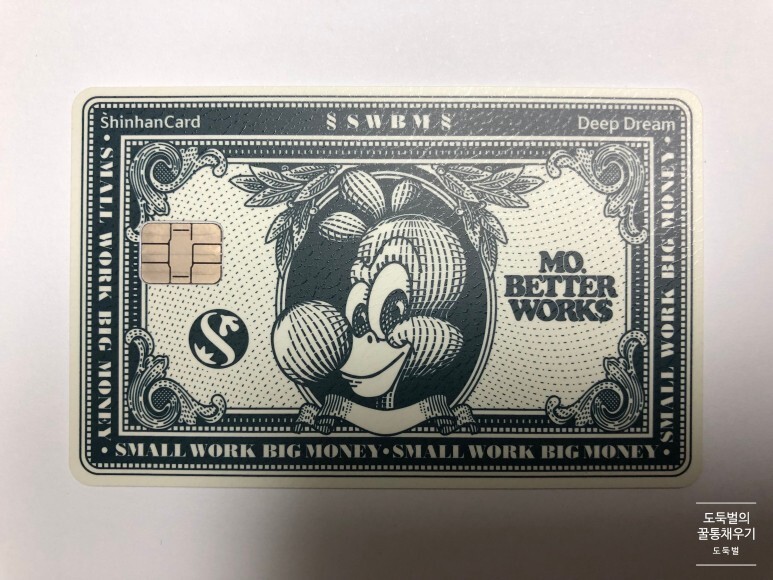 ShinhanCard
§ SWBM §
Deep Dream
SMALL WORK BIG MONEY
SMALL WORK BIG MONEY
MO.
BETTER
WORK$
S
· SMALL WORK BIG MONEY · SMALL WORK BIG MONEY ·
도둑벌의
꿀통채우기
도둑벌